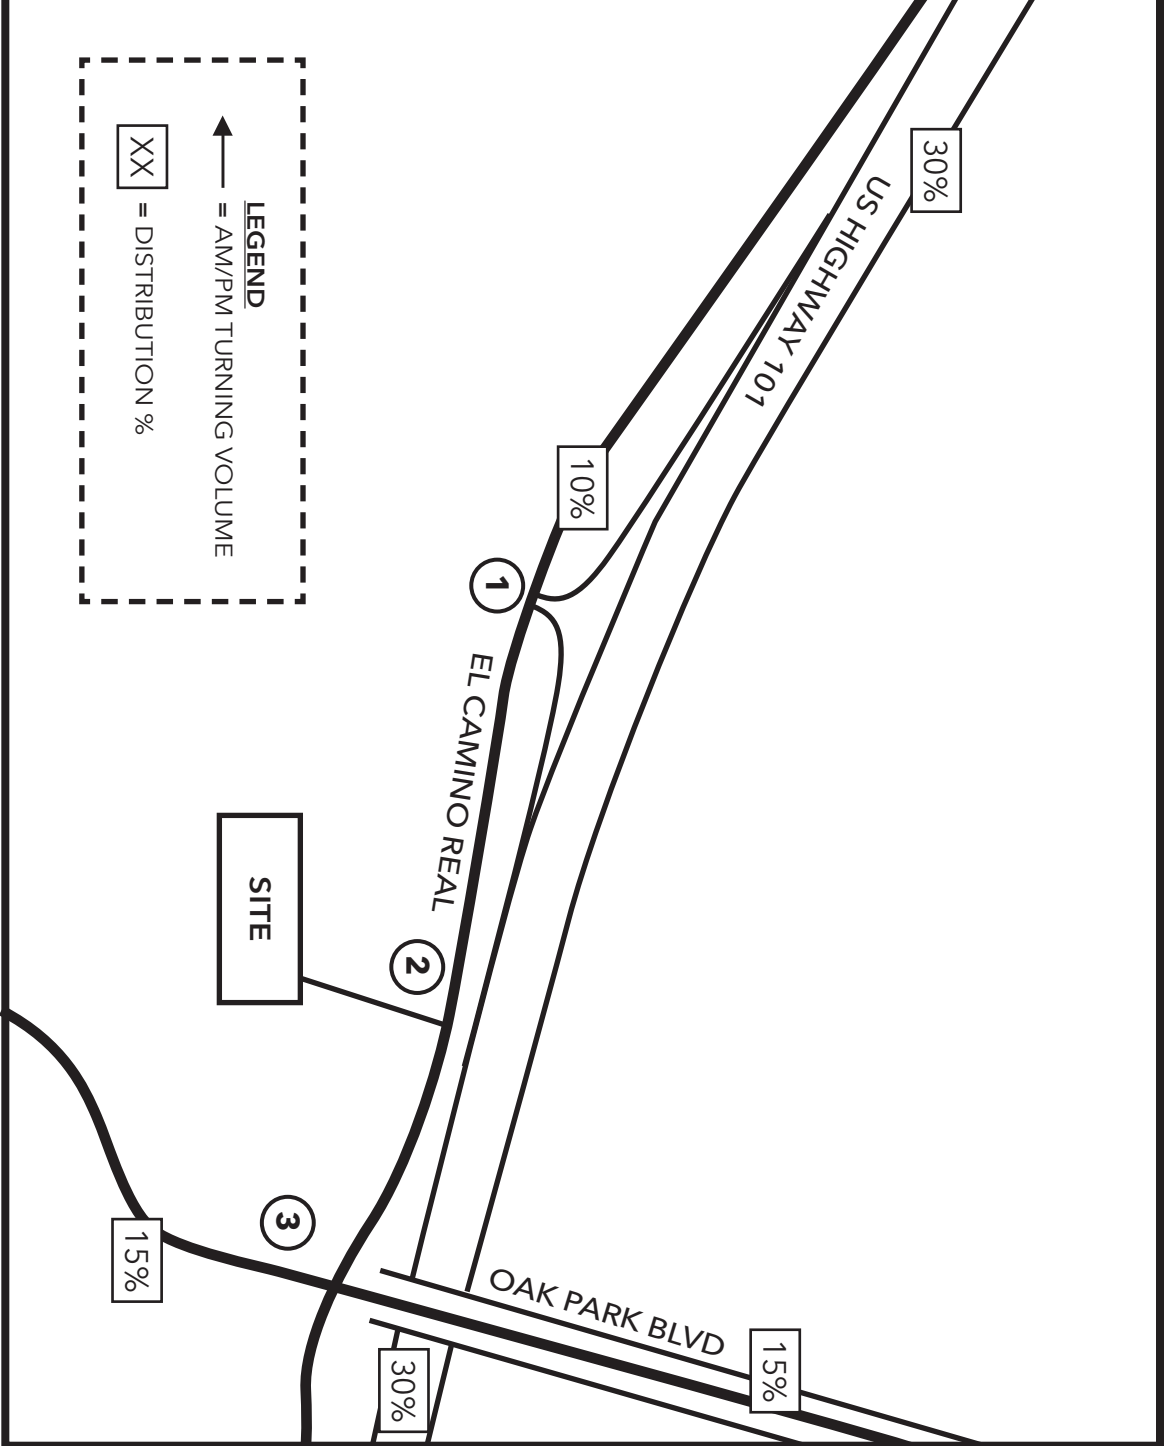 30%
US HIGHWAY 101
10%
1
EL CAMINO REAL
2
SITE
3
15%
OAK PARK BLVD
15%
30%
LEGEND
= AM/PM TURNING VOLUME
XX = DISTRIBUTION %